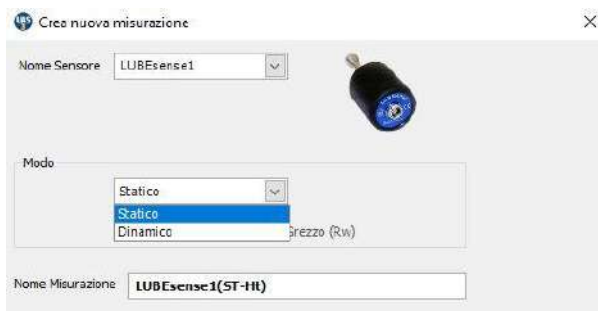 Crea nuova misurazione
Nome Sensore LUBEsense1
Modo
Statico
Statico
Dinamico
Grezzo (Rw)
Nome Misurazione LUBEsense1(ST-Ht)